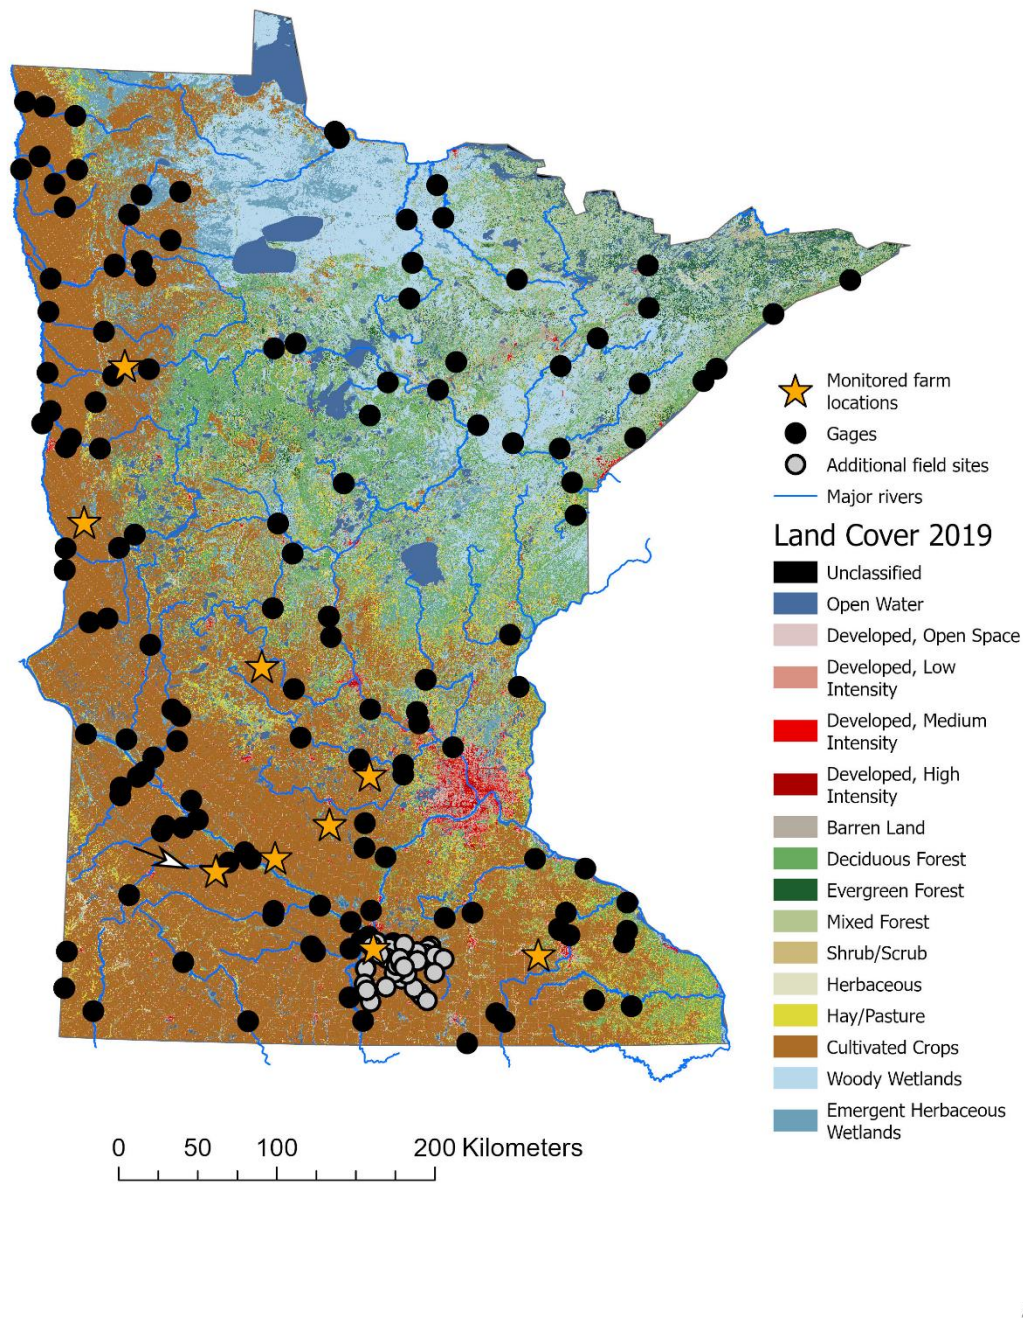 Monitored farm
locations
Gages
Additional field sites
Major rivers
Land Cover 2019
Unclassified
Open Water
Developed, Open Space
Developed, Low
Intensity
Developed, Medium
Intensity
Developed, High
Intensity
Barren Land
Deciduous Forest
Evergreen Forest
Mixed Forest
Shrub/Scrub
Herbaceous
Hay/Pasture
Cultivated Crops
Woody Wetlands
Emergent Herbaceous
Wetlands
0 50 100 200 Kilometers